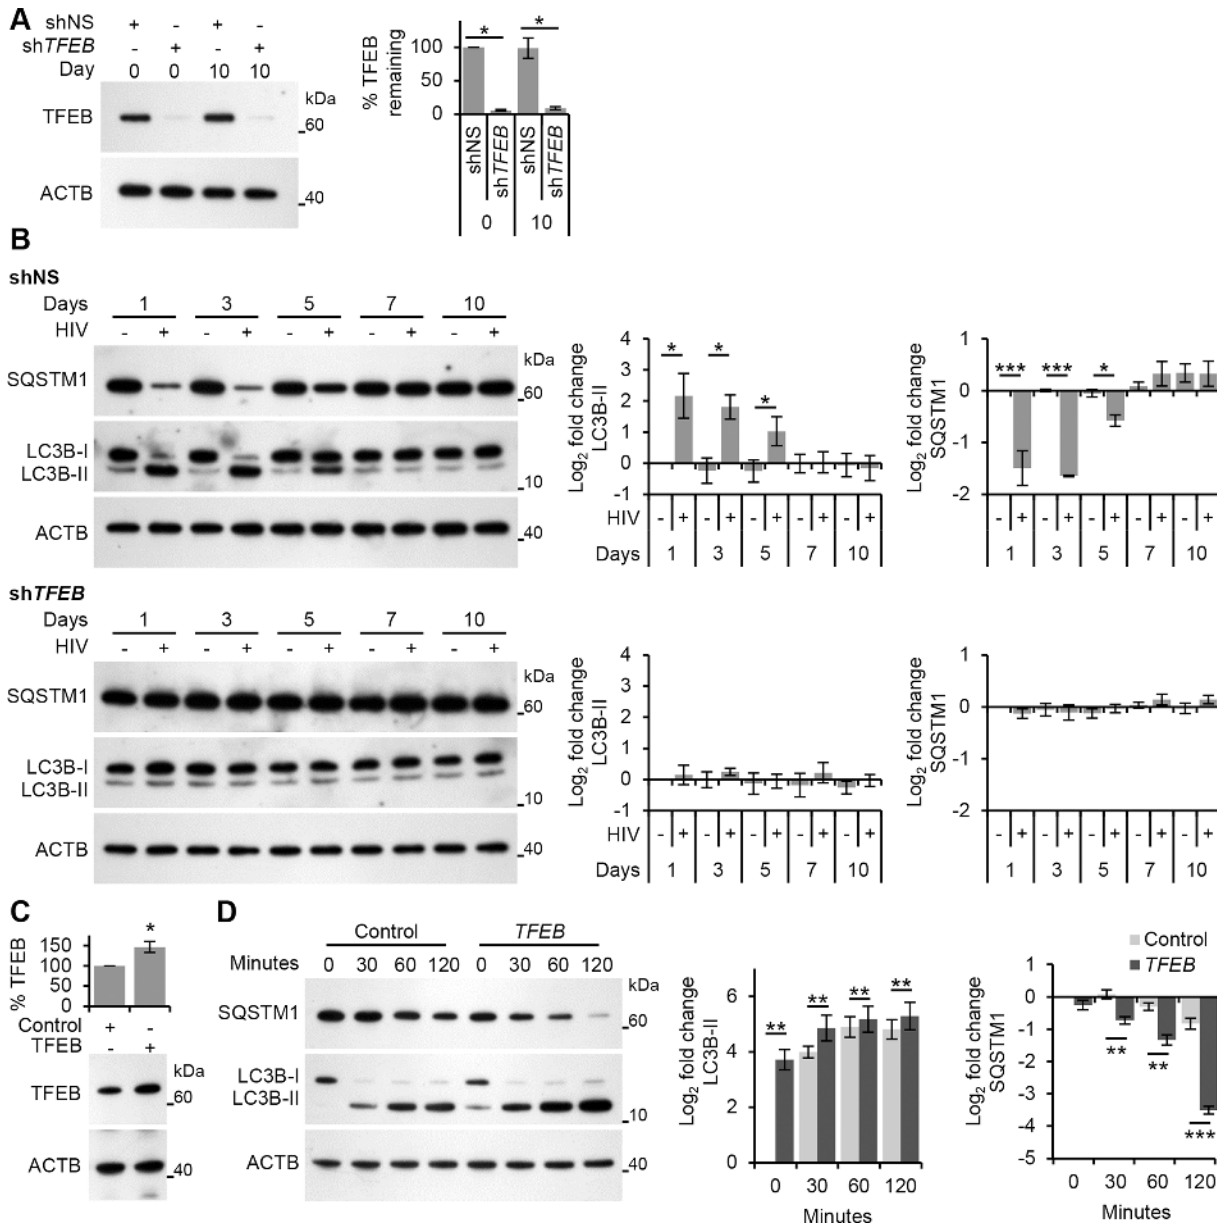 A
shNS + - + -
shTFEB - + - +
Day 0 0 10 10
kDa
TFEB
60
ACTB
40
% TFEB remaining
100
50
0
* *
shNS shTFEB shNS shTFEB
0 10
B
shNS
Days 1 3 5 7 10
HIV - + - + - + - + - +
kDa
SQSTM1
60
LC3B-I
LC3B-II
10
ACTB
40
Log2 fold change
LC3B-II
4
3
2
1
0
-1
* * *
HIV - + - + - + - + - +
Days 1 3 5 7 10
Log2 fold change
SQSTM1
1
0
-1
-2
*** *** *
- + - + - + - + - +
1 3 5 7 10
shTFEB
Days 1 3 5 7 10
HIV - + - + - + - + - +
kDa
SQSTM1
60
LC3B-I
LC3B-II
10
ACTB
40
Log2 fold change
LC3B-II
4
3
2
1
0
-1
HIV - + - + - + - + - +
Days 1 3 5 7 10
Log2 fold change
SQSTM1
1
0
-1
-2
- + - + - + - + - +
1 3 5 7 10
C
% TFEB
150
100
50
0
*
Control + -
TFEB - +
kDa
TFEB
60
ACTB
40
D
Control TFEB
Minutes 0 30 60 120 0 30 60 120
kDa
SQSTM1
60
LC3B-I
LC3B-II
10
ACTB
40
Log2 fold change
LC3B-II
6
4
2
0
** ** ** **
0 30 60 120
Minutes
Control
TFEB
Log2 fold change
SQSTM1
1
0
-1
-2
-3
-4
-5
** ** ***
0 30 60 120
Minutes